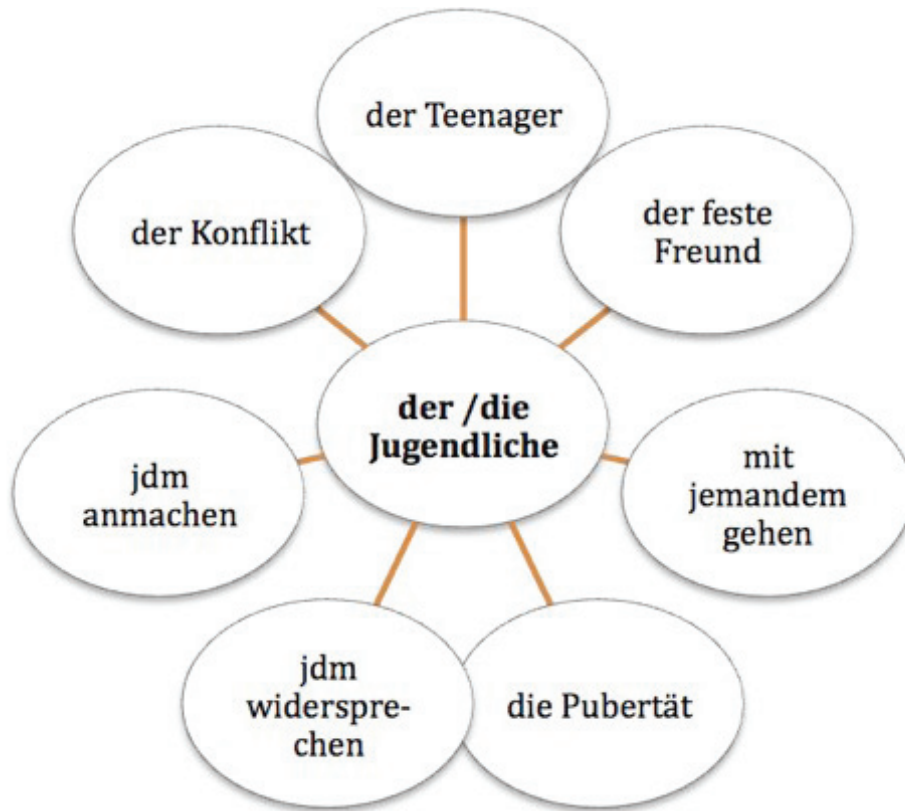 der Teenager
der feste
Freund
mit
jemandem
gehen
die Pubertät
jdm
widerspre-
chen
jdm
anmachen
der Konflikt
der /die
Jugendliche